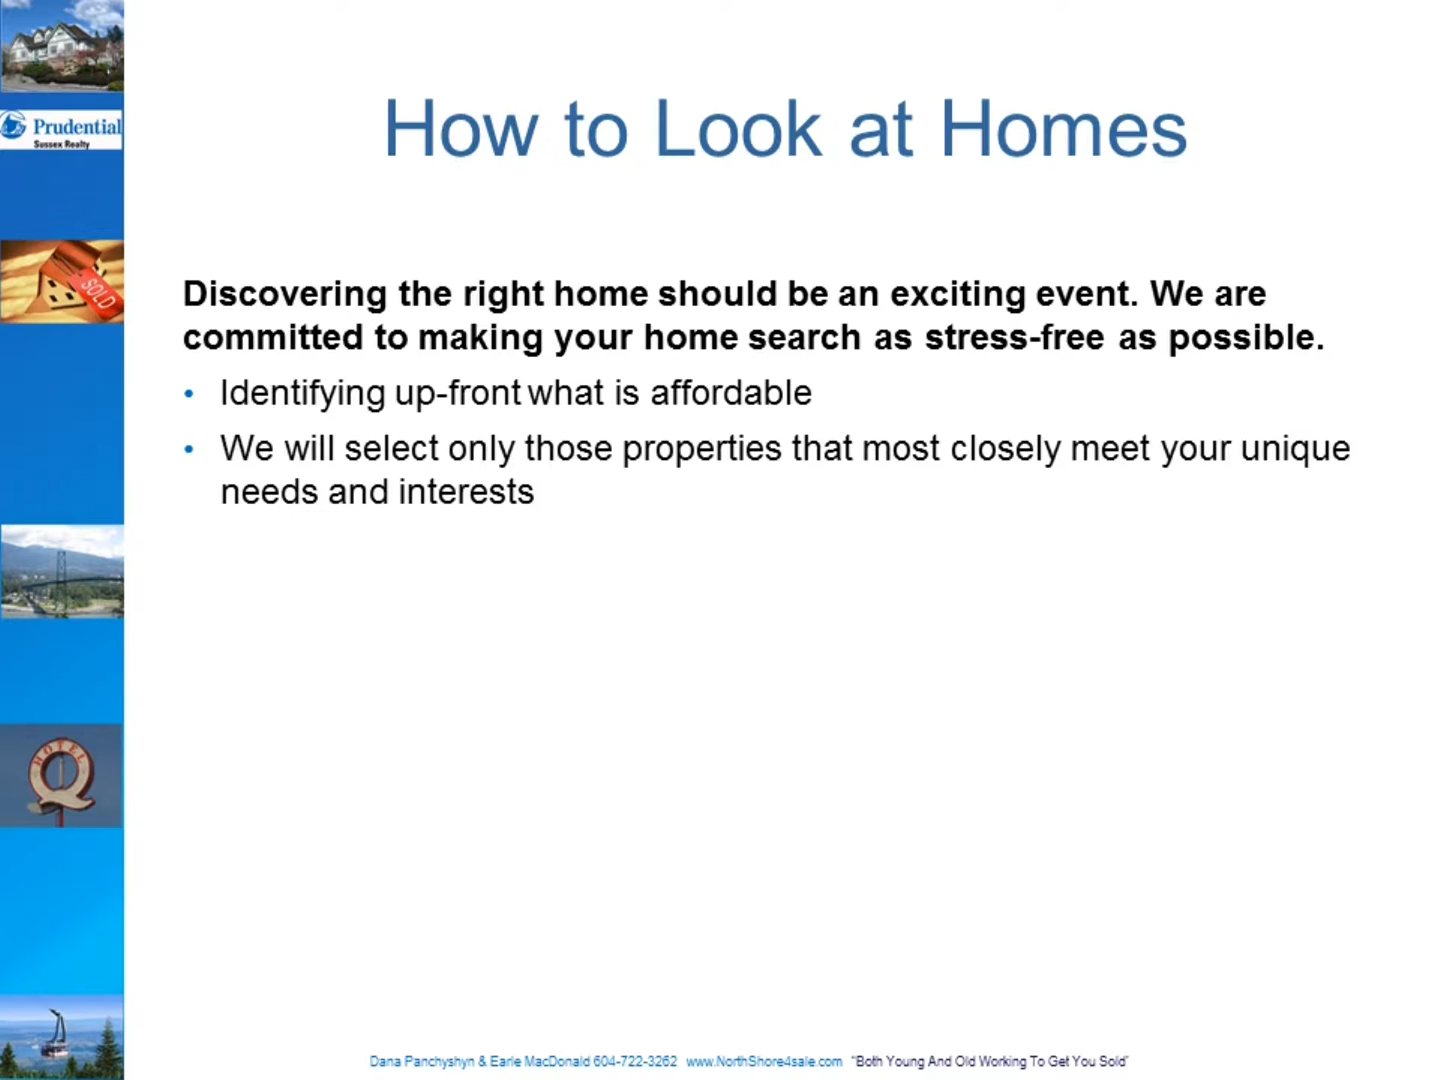 How to Look at Homes
Prudential
Sussex Realty
SOLD
Discovering the right home should be an exciting event. We are
committed to making your home search as stress-free as possible.
• Identifying up-front what is affordable
• We will select only those properties that most closely meet your unique
needs and interests
HOTEL
Q
Dana Panchyshyn & Earle MacDonald 604-722-3262 www.NorthShore4sale.com "Both Young And Old Working To Get You Sold"